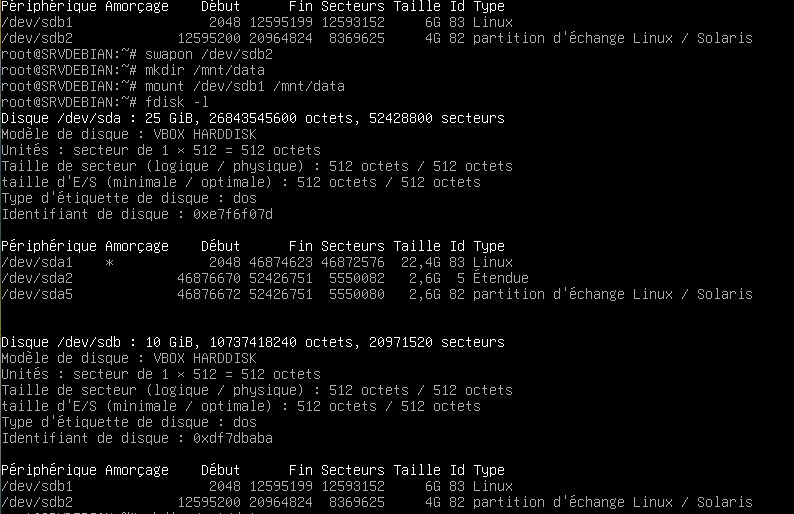 Périphérique Amorçage    Début      Fin Secteurs Taille Id Type
/dev/sdb1                 2048 12595199 12593152     6G 83 Linux
/dev/sdb2             12595200 20964824  8369625     4G 82 partition d'échange Linux / Solaris
root@SRVDEBIAN:~# swapon /dev/sdb2
root@SRVDEBIAN:~# mkdir /mnt/data
root@SRVDEBIAN:~# mount /dev/sdb1 /mnt/data
root@SRVDEBIAN:~# fdisk -l
Disque /dev/sda : 25 GiB, 26843545600 octets, 52428800 secteurs
Modèle de disque : VBOX HARDDISK
Unités : secteur de 1 × 512 = 512 octets
Taille de secteur (logique / physique) : 512 octets / 512 octets
taille d'E/S (minimale / optimale) : 512 octets / 512 octets
Type d'étiquette de disque : dos
Identifiant de disque : 0xe7f6f07d
Périphérique Amorçage    Début      Fin Secteurs Taille Id Type
/dev/sda1    *            2048 46874623 46872576  22,4G 83 Linux
/dev/sda2             46876670 52426751  5550082   2,6G  5 Étendue
/dev/sda5             46876672 52426751  5550080   2,6G 82 partition d'échange Linux / Solaris
Disque /dev/sdb : 10 GiB, 10737418240 octets, 20971520 secteurs
Modèle de disque : VBOX HARDDISK
Unités : secteur de 1 × 512 = 512 octets
Taille de secteur (logique / physique) : 512 octets / 512 octets
taille d'E/S (minimale / optimale) : 512 octets / 512 octets
Type d'étiquette de disque : dos
Identifiant de disque : 0xdf7dbaba
Périphérique Amorçage    Début      Fin Secteurs Taille Id Type
/dev/sdb1                 2048 12595199 12593152     6G 83 Linux
/dev/sdb2             12595200 20964824  8369625     4G 82 partition d'échange Linux / Solaris